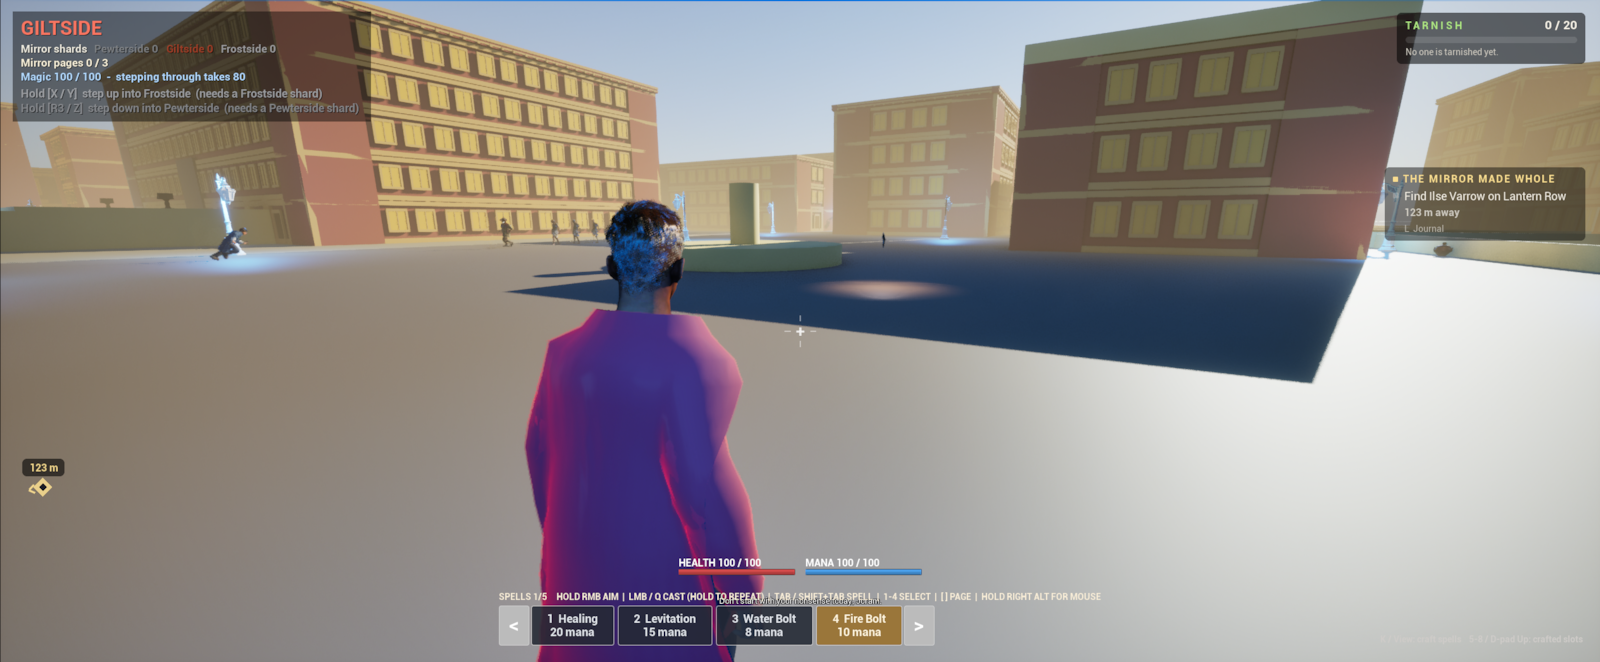 GILTSIDE
Mirror shards Pewterside 0 Giltside 0 Frostside 0
Mirror pages 0 / 3
Magic 100 / 100 - stepping through takes 80
Hold [X / Y] step up into Frostside (needs a Frostside shard)
Hold [R3 / Z] step down into Pewterside (needs a Pewterside shard)
TARNISH 0 / 20
No one is tarnished yet.
THE MIRROR MADE WHOLE
Find Ilse Varrow on Lantern Row
123 m away
L Journal
123 m
HEALTH 100 / 100 MANA 100 / 100
SPELLS 1/5 HOLD RMB AIM | LMB / Q CAST (HOLD TO REPEAT) | TAB / SHIFT+TAB SPELL | 1-4 SELECT | [ ] PAGE | HOLD RIGHT ALT FOR MOUSE
< 1 Healing 2 Levitation 3 Water Bolt 4 Fire Bolt >
20 mana 15 mana 8 mana 10 mana
crafted slots